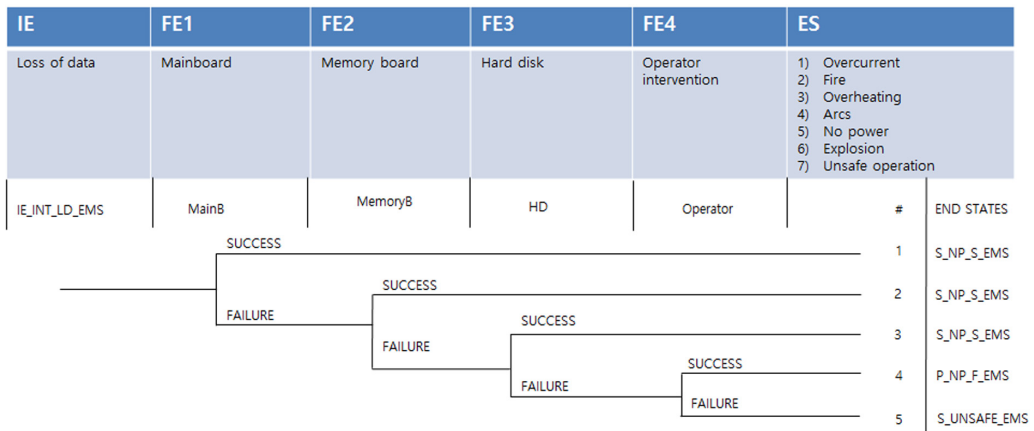 IE FE1 FE2 FE3 FE4 ES
Loss of data Mainboard Memory board Hard disk Operator intervention
1) Overcurrent
2) Fire
3) Overheating
4) Arcs
5) No power
6) Explosion
7) Unsafe operation
IE_INT_LD_EMS MainB MemoryB HD Operator # END STATES
SUCCESS 1 S_NP_S_EMS
SUCCESS 2 S_NP_S_EMS
FAILURE
SUCCESS 3 S_NP_S_EMS
FAILURE
SUCCESS 4 P_NP_F_EMS
FAILURE
FAILURE 5 S_UNSAFE_EMS